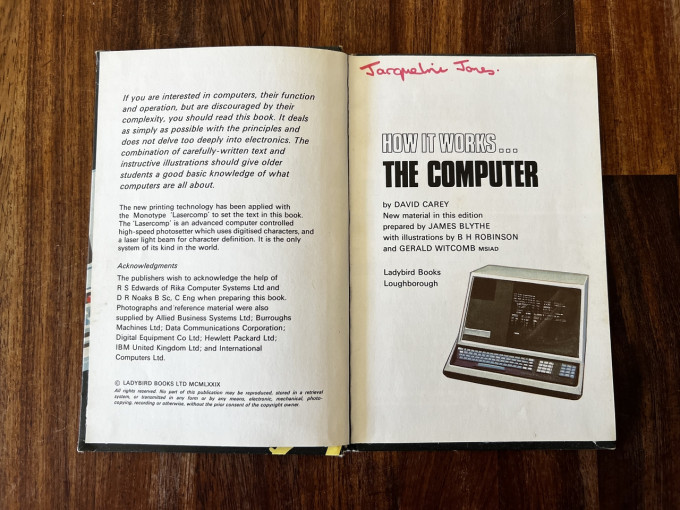 If you are interested in computers, their function
and operation, but are discouraged by their
complexity, you should read this book. It deals
as simply as possible with the principles and
does not delve too deeply into electronics. The
combination of carefully-written text and
instructive illustrations should give older
students a good basic knowledge of what
computers are all about.
The new printing technology has been applied with
the Monotype 'Lasercomp' to set the text in this book.
The 'Lasercomp' is an advanced computer controlled
high-speed photosetter which uses digitised characters, and
a laser light beam for character definition. It is the only
system of its kind in the world.
Acknowledgments
The publishers wish to acknowledge the help of
R S Edwards of Rika Computer Systems Ltd and
D R Noaks B Sc, C Eng when preparing this book.
Photographs and reference material were also
supplied by Allied Business Systems Ltd; Burroughs
Machines Ltd; Data Communications Corporation;
Digital Equipment Co Ltd; Hewlett Packard Ltd;
IBM United Kingdom Ltd; and International
Computers Ltd.
© LADYBIRD BOOKS LTD MCMLXXIX
All rights reserved. No part of this publication may be reproduced, stored in a retrieval
system, or transmitted in any form or by any means, electronic, mechanical, photo-
copying, recording or otherwise, without the prior consent of the copyright owner.
Jacqueline Jones.
HOW IT WORKS...
THE COMPUTER
by DAVID CAREY
New material in this edition
prepared by JAMES BLYTHE
with illustrations by B H ROBINSON
and GERALD WITCOMB MSIAD
Ladybird Books
Loughborough